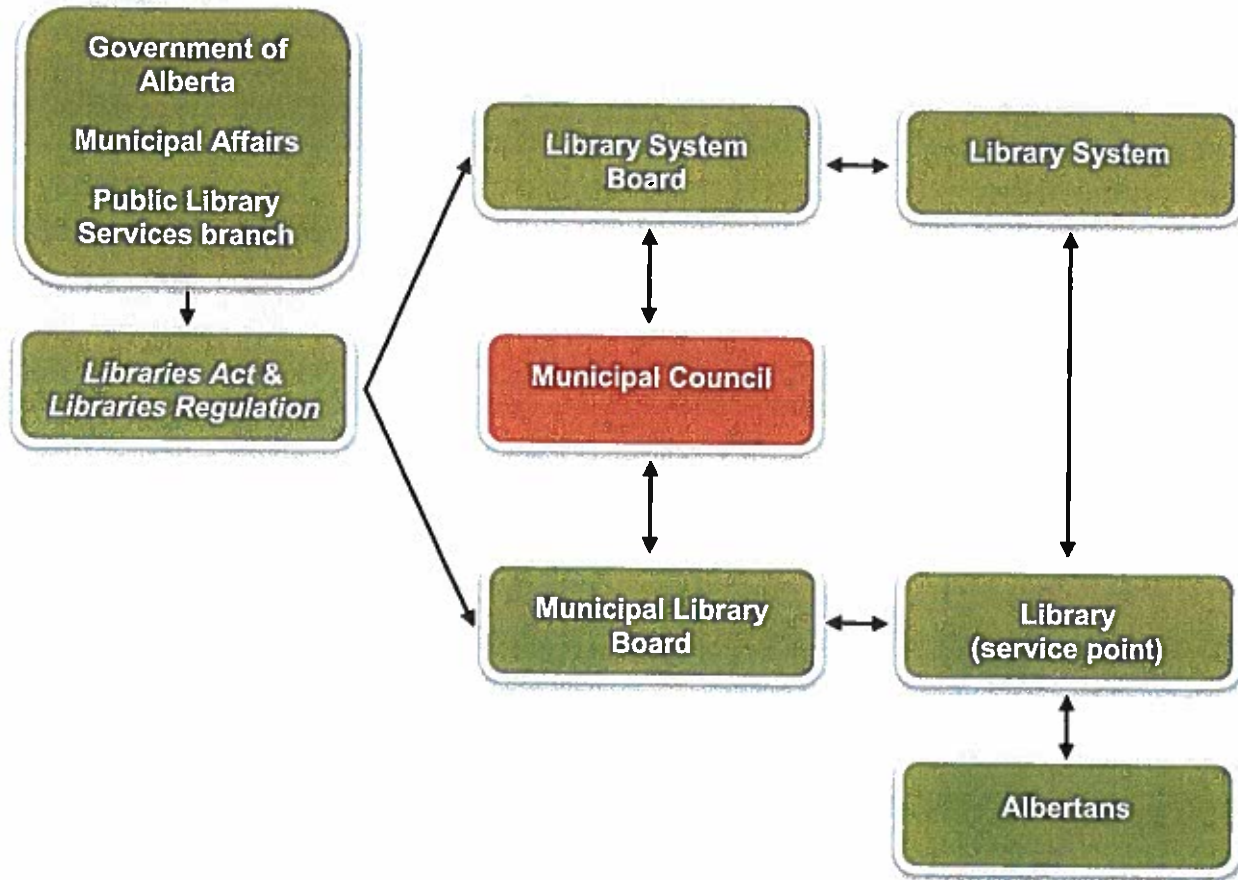 Government of
Alberta
Municipal Affairs
Public Library
Services branch
Libraries Act &
Libraries Regulation
Library System
Board
Library System
Municipal Council
Municipal Library
Board
Library
(service point)
Albertans